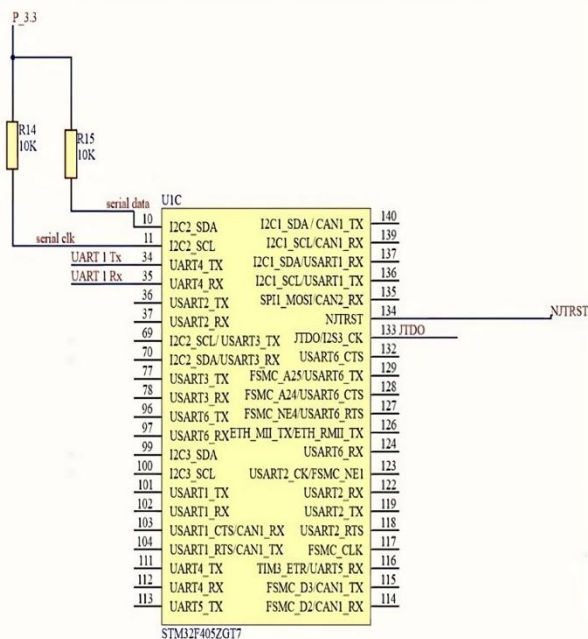 P_3.3
R14
10K
R15
10K
serial data
serial clk
UART 1 Tx
UART 1 Rx
U1C
10 I2C2_SDA
11 I2C2_SCL
34 UART4_TX
35 UART4_RX
36 USART2_TX
37 USART2_RX
69 I2C2_SCL/ USART3_TX
70 I2C2_SDA/USART3_RX
77 USART3_TX
78 USART3_RX
96 USART6_TX
97 USART6_RX
99 I2C3_SDA
100 I2C3_SCL
101 USART1_TX
102 USART1_RX
103 USART1_CTS/CAN1_RX
104 USART1_RTS/CAN1_TX
111 UART4_TX
112 UART4_RX
113 UART5_TX
I2C1_SDA / CAN1_TX 140
I2C1_SCL/CAN1_RX 139
I2C1_SDA/USART1_RX 137
I2C1_SCL/USART1_TX 136
SPI1_MOSI/CAN2_RX 135
NJTRST 134 NJTRST
JTDO/I2S3_CK 133 JTDO
USART6_CTS 132
FSMC_A25/USART6_TX 129
FSMC_A24/USART6_CTS 128
FSMC_NE4/USART6_RTS 127
ETH_MII_TX/ETH_RMII_TX 126
USART6_RX 124
USART2_CK/FSMC_NE1 123
USART2_RX 122
USART2_TX 119
USART2_RTS 118
FSMC_CLK 117
TIM3_ETR/UART5_RX 116
FSMC_D3/CAN1_TX 115
FSMC_D2/CAN1_RX 114
STM32F405ZGT7